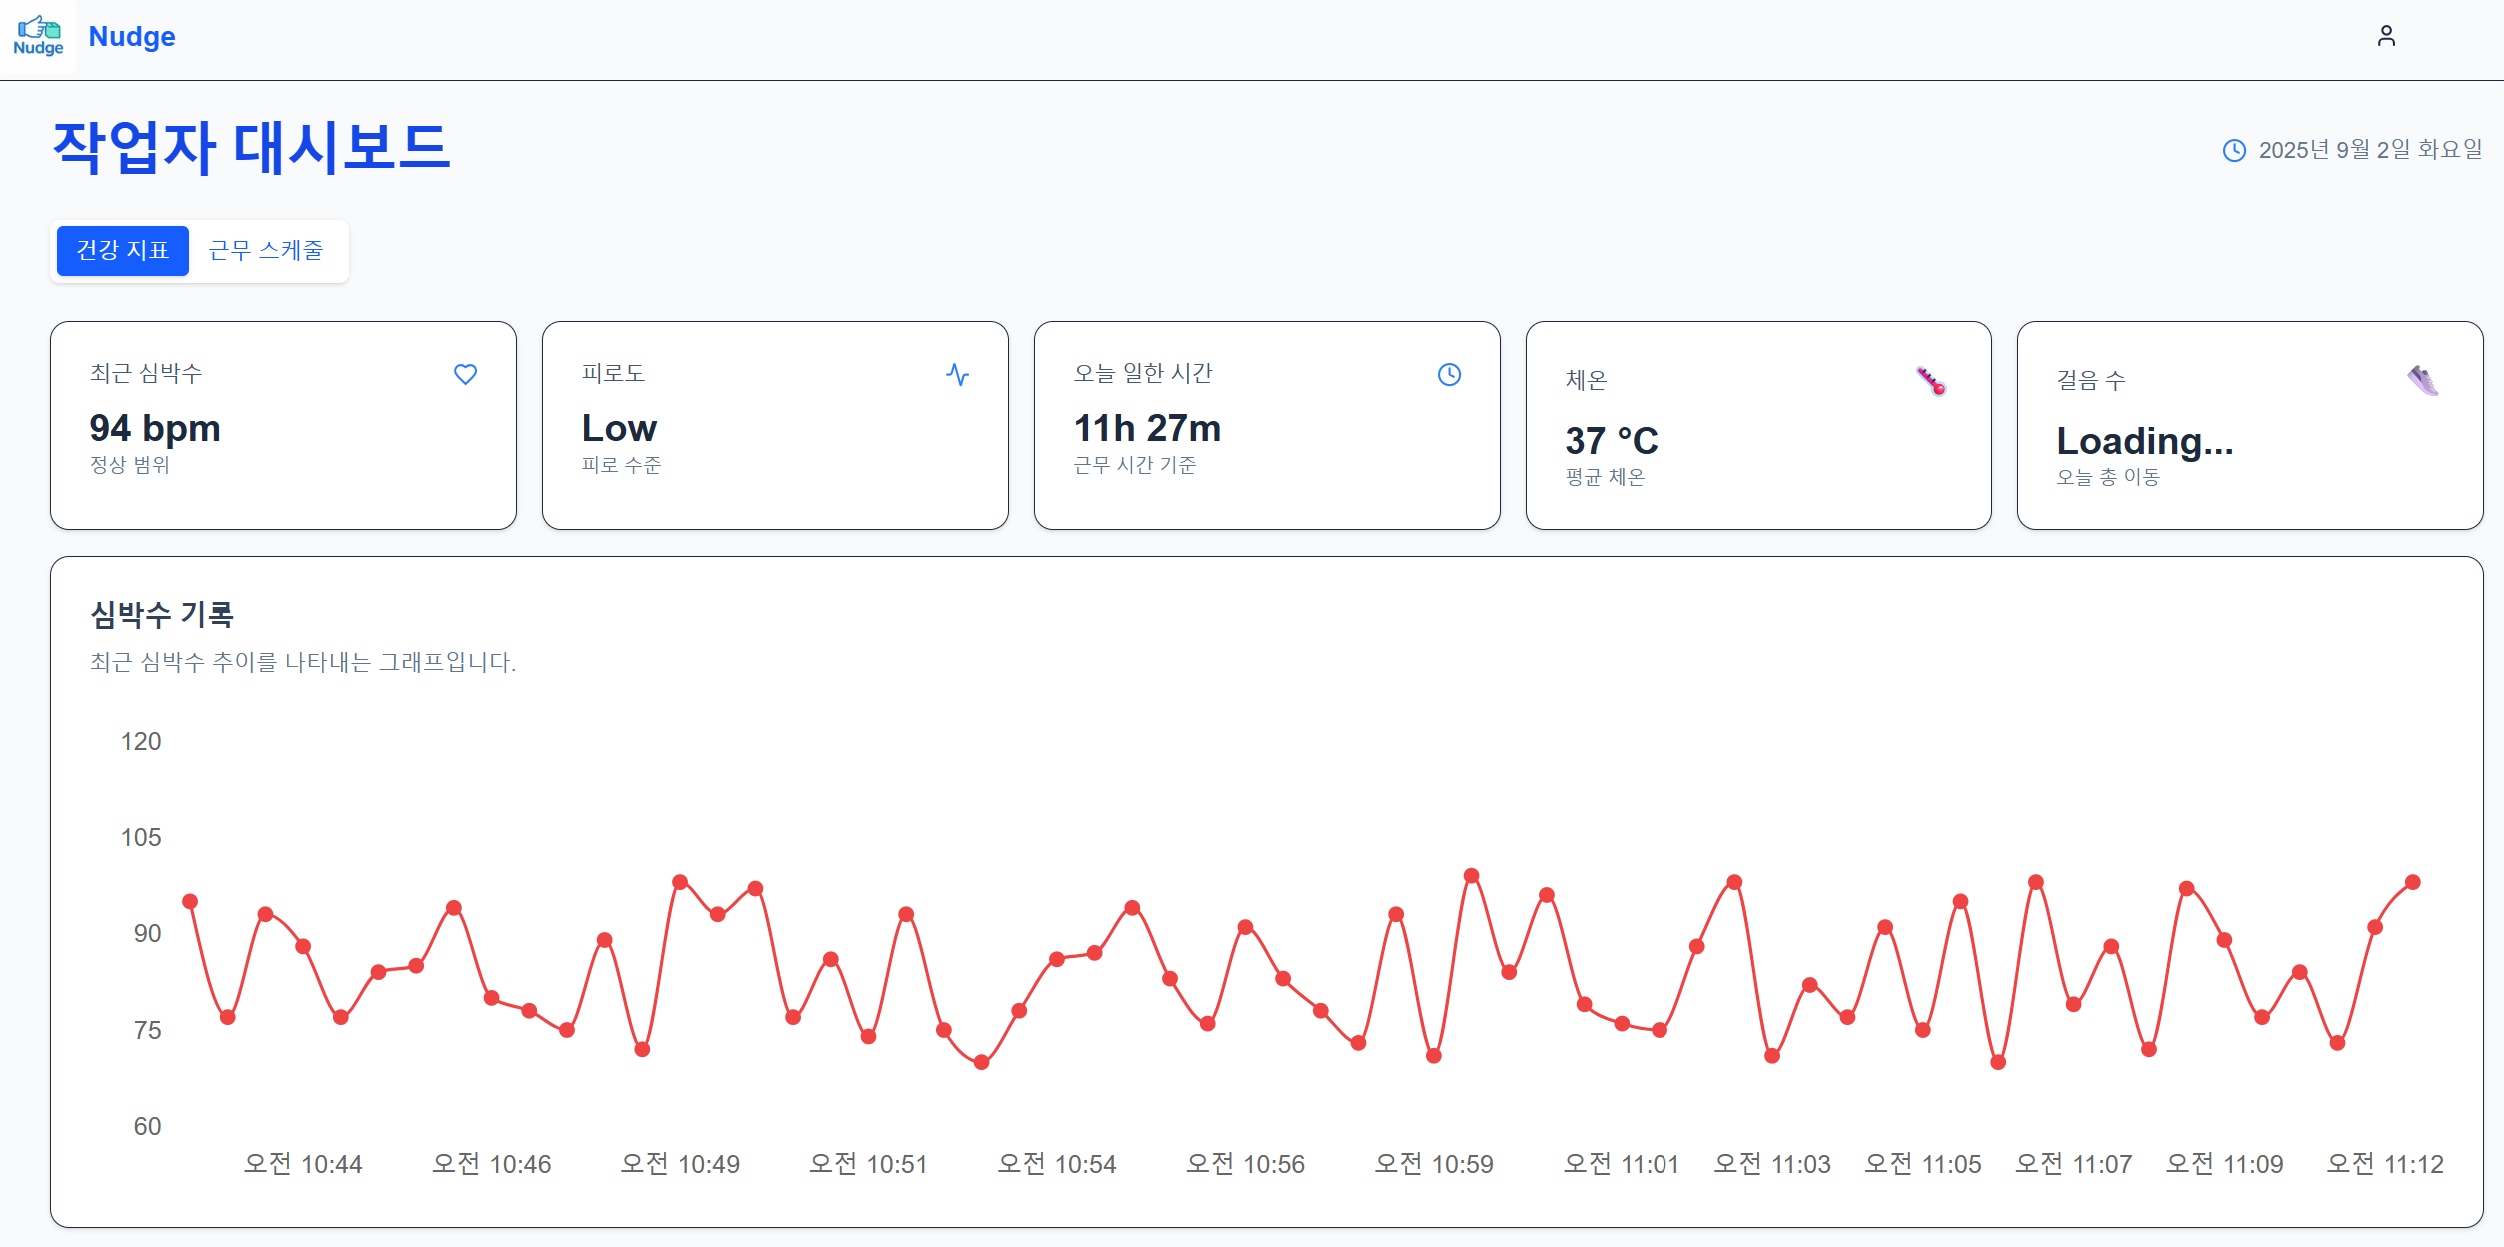 Nudge
Nudge
작업자 대시보드
2025년 9월 2일 화요일
건강 지표
근무 스케줄
최근 심박수
94 bpm
정상 범위
피로도
Low
피로 수준
오늘 일한 시간
11h 27m
근무 시간 기준
체온
37 °C
평균 체온
걸음 수
Loading...
오늘 총 이동
심박수 기록
최근 심박수 추이를 나타내는 그래프입니다.
120
105
90
75
60
오전 10:44
오전 10:46
오전 10:49
오전 10:51
오전 10:54
오전 10:56
오전 10:59
오전 11:01
오전 11:03
오전 11:05
오전 11:07
오전 11:09
오전 11:12